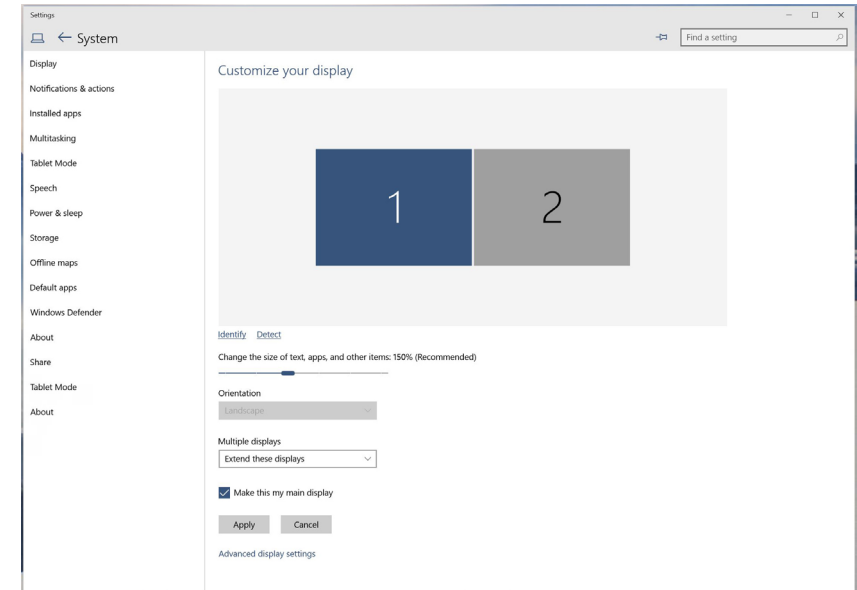 Settings
System
Find a setting
Display
Notifications & actions
Installed apps
Multitasking
Tablet Mode
Speech
Power & sleep
Storage
Offline maps
Default apps
Windows Defender
About
Share
Tablet Mode
About
Customize your display
1 2
Identify Detect
Change the size of text, apps, and other items: 150% (Recommended)
Orientation
Landscape
Multiple displays
Extend these displays
Make this my main display
Apply Cancel
Advanced display settings